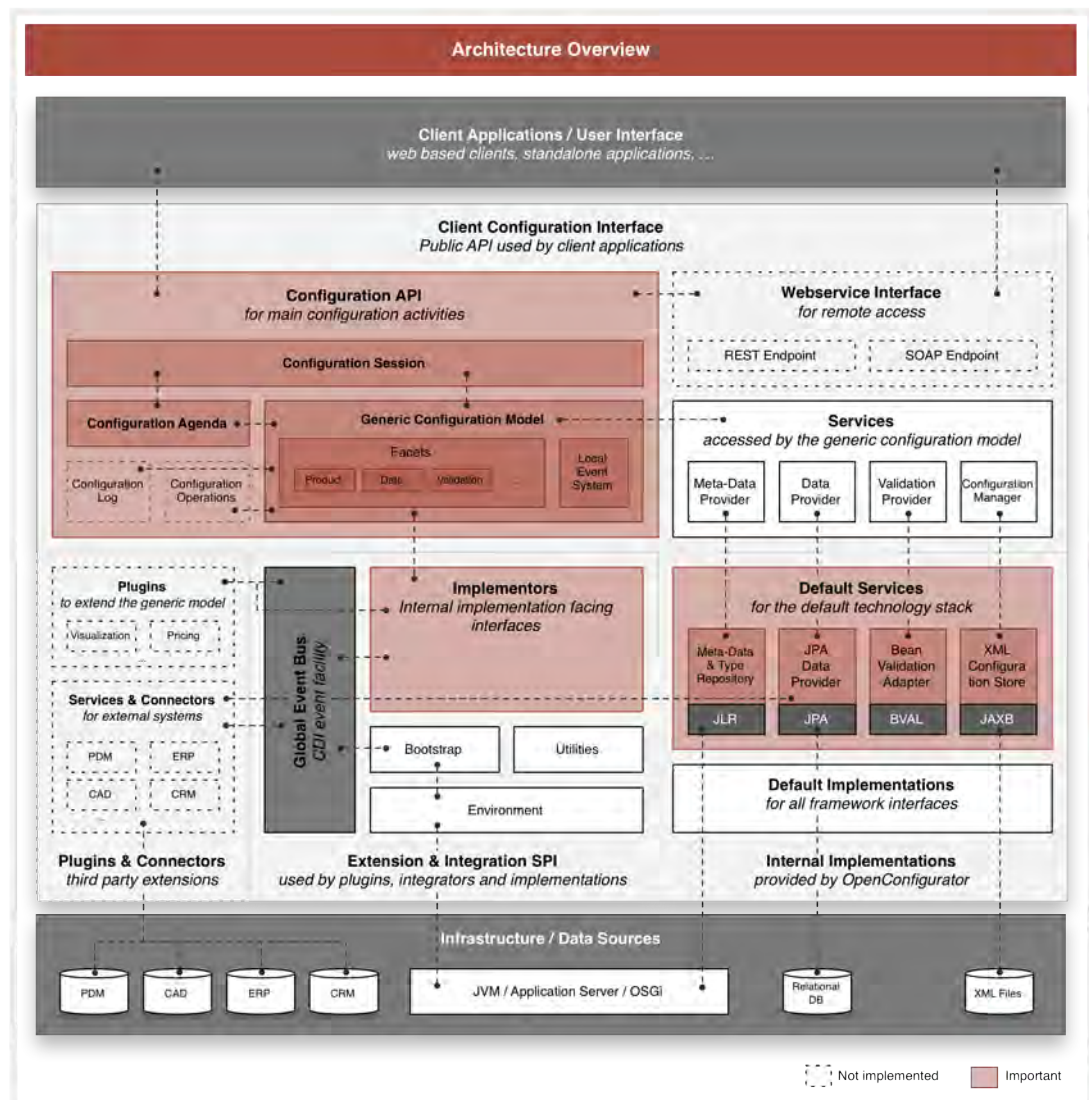 Architecture Overview
Client Applications / User Interface
web based clients, standalone applications, ...
Client Configuration Interface
Public API used by client applications
Configuration API
for main configuration activities
Webservice Interface
for remote access
REST Endpoint
SOAP Endpoint
Configuration Session
Configuration Agenda
Generic Configuration Model
Facets
Product
Data
Validation
...
Local
Event
System
Configuration
Log
Configuration
Operations
Services
accessed by the generic configuration model
Meta-Data
Provider
Data
Provider
Validation
Provider
Configuration
Manager
Plugins
to extend the generic model
Visualization
Pricing
...
Services & Connectors
for external systems
PDM
ERP
CAD
CRM
...
Plugins & Connectors
third party extensions
Global Event Bus
CDI event facility
Implementors
Internal implementation facing
interfaces
Bootstrap
Utilities
Environment
Extension & Integration SPI
used by plugins, integrators and implementations
Default Services
for the default technology stack
Meta-Data
& Type
Repository
JLR
JPA
Data
Provider
JPA
Bean
Validation
Adapter
BVAL
XML
Configura
tion Store
JAXB
Default Implementations
for all framework interfaces
Internal Implementations
provided by OpenConfigurator
Infrastructure / Data Sources
PDM
CAD
ERP
CRM
JVM / Application Server / OSGi
Relational
DB
XML Files
Not implemented
Important